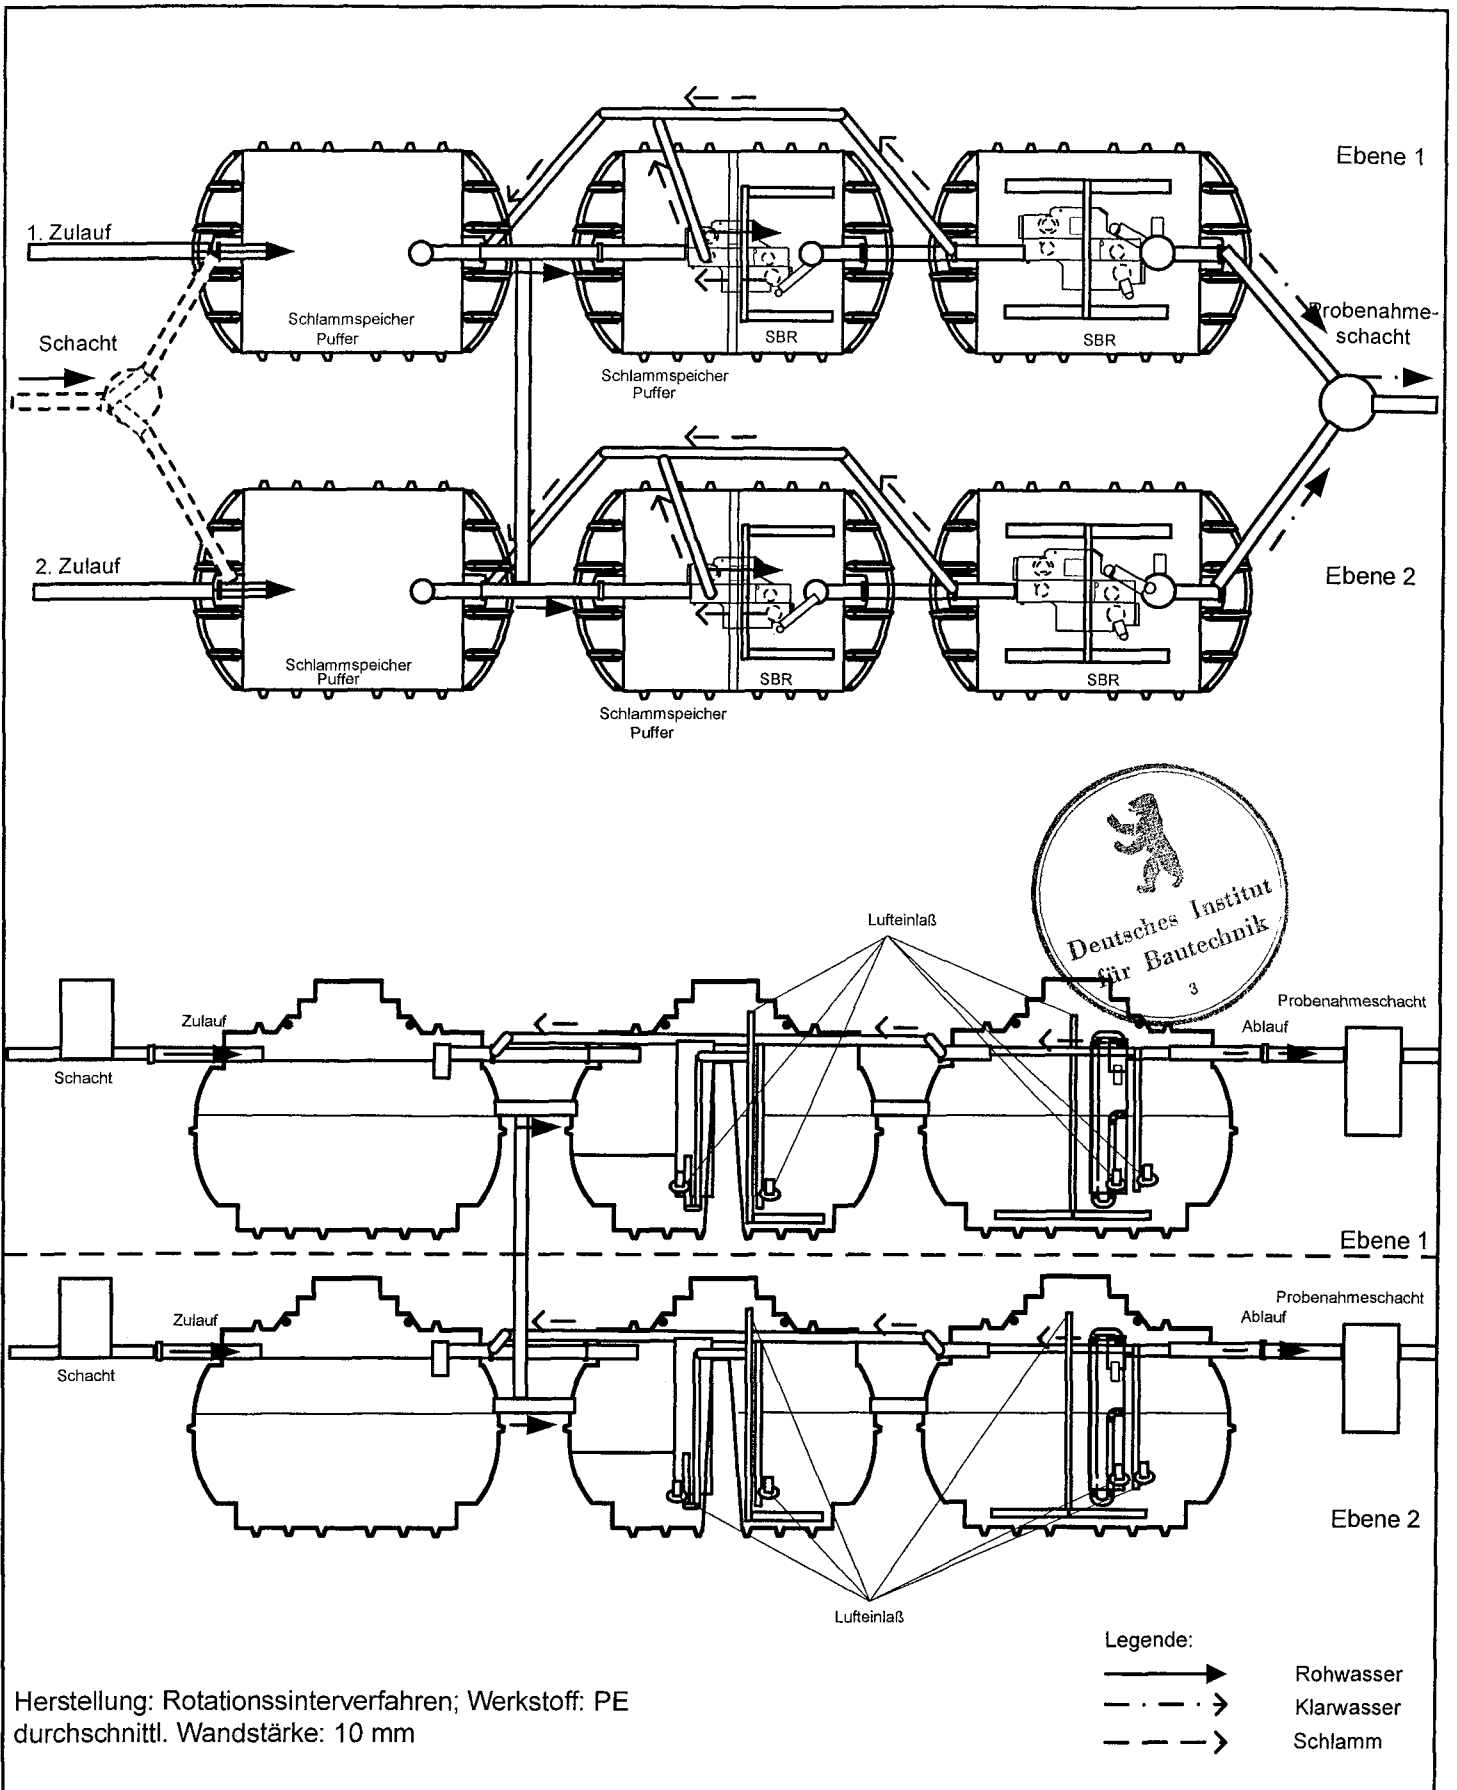 Ebene 1
1. Zulauf
Schlammspeicher
Puffer
SBR
SBR
Probenahme-
schacht
Schacht
Schlammspeicher
Puffer
2. Zulauf
Ebene 2
Schlammspeicher
Puffer
SBR
SBR
Schlammspeicher
Puffer
Deutsches Institut
für Bautechnik
3
Lufteinlaß
Zulauf
Schacht
Probenahmeschacht
Ablauf
Ebene 1
Zulauf
Schacht
Probenahmeschacht
Ablauf
Ebene 2
Lufteinlaß
Legende:
Rohwasser
Klarwasser
Schlamm
Herstellung: Rotationssinterverfahren; Werkstoff: PE
durchschnittl. Wandstärke: 10 mm